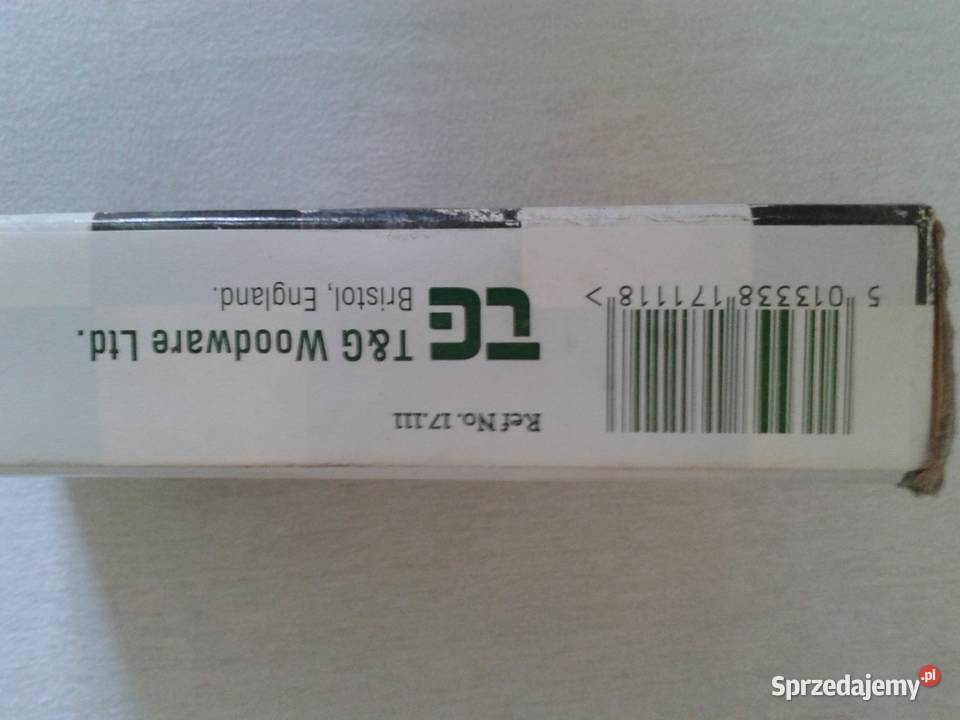 Ref No. 17.111
TG T&G Woodware Ltd.
Bristol, England.
5 013338 171118 >
Sprzedajemy.pl